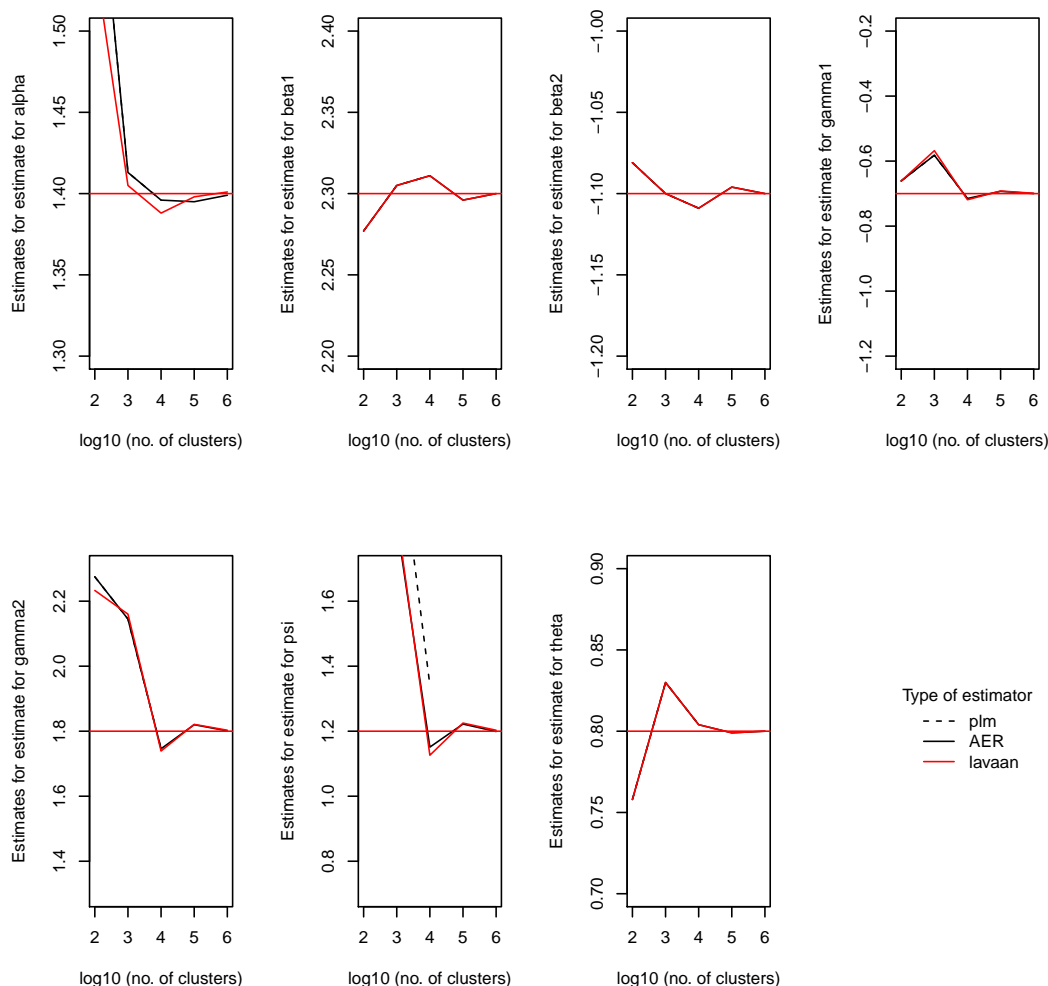 Estimates for alpha
1.30 1.35 1.40 1.45 1.50
2 3 4 5 6
log10 (no. of clusters)
Estimates for estimate for beta1
2.20 2.25 2.30 2.35 2.40
2 3 4 5 6
log10 (no. of clusters)
Estimates for estimate for beta2
−1.20 −1.15 −1.10 −1.05 −1.00
2 3 4 5 6
log10 (no. of clusters)
Estimates for estimate for gamma1
−1.2 −1.0 −0.8 −0.6 −0.4 −0.2
2 3 4 5 6
log10 (no. of clusters)
Estimates for estimate for gamma2
1.4 1.6 1.8 2.0 2.2
2 3 4 5 6
log10 (no. of clusters)
Estimates for estimate for psi
0.8 1.0 1.2 1.4 1.6
2 3 4 5 6
log10 (no. of clusters)
Estimates for estimate for theta
0.70 0.75 0.80 0.85 0.90
2 3 4 5 6
log10 (no. of clusters)
Type of estimator
plm
AER
lavaan